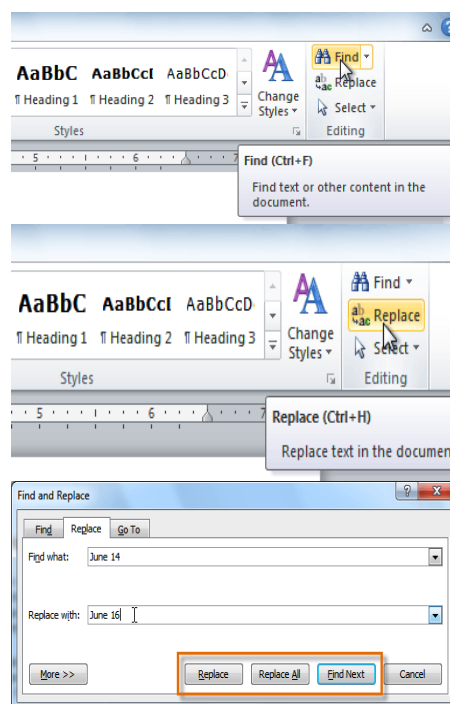 Find
AaBbC AaBbCcI AaBbCcD
Replace
¶ Heading 1 ¶ Heading 2 ¶ Heading 3
Change
Styles
Select
Styles
Editing
5 6 7
Find (Ctrl+F)
Find text or other content in the
document.
Find
AaBbC AaBbCcI AaBbCcD
Replace
¶ Heading 1 ¶ Heading 2 ¶ Heading 3
Change
Styles
Select
Styles
Editing
5 6 7
Replace (Ctrl+H)
Replace text in the documen
Find and Replace
Find Replace Go To
Find what: June 14
Replace with: June 16
More >> Replace Replace All Find Next Cancel